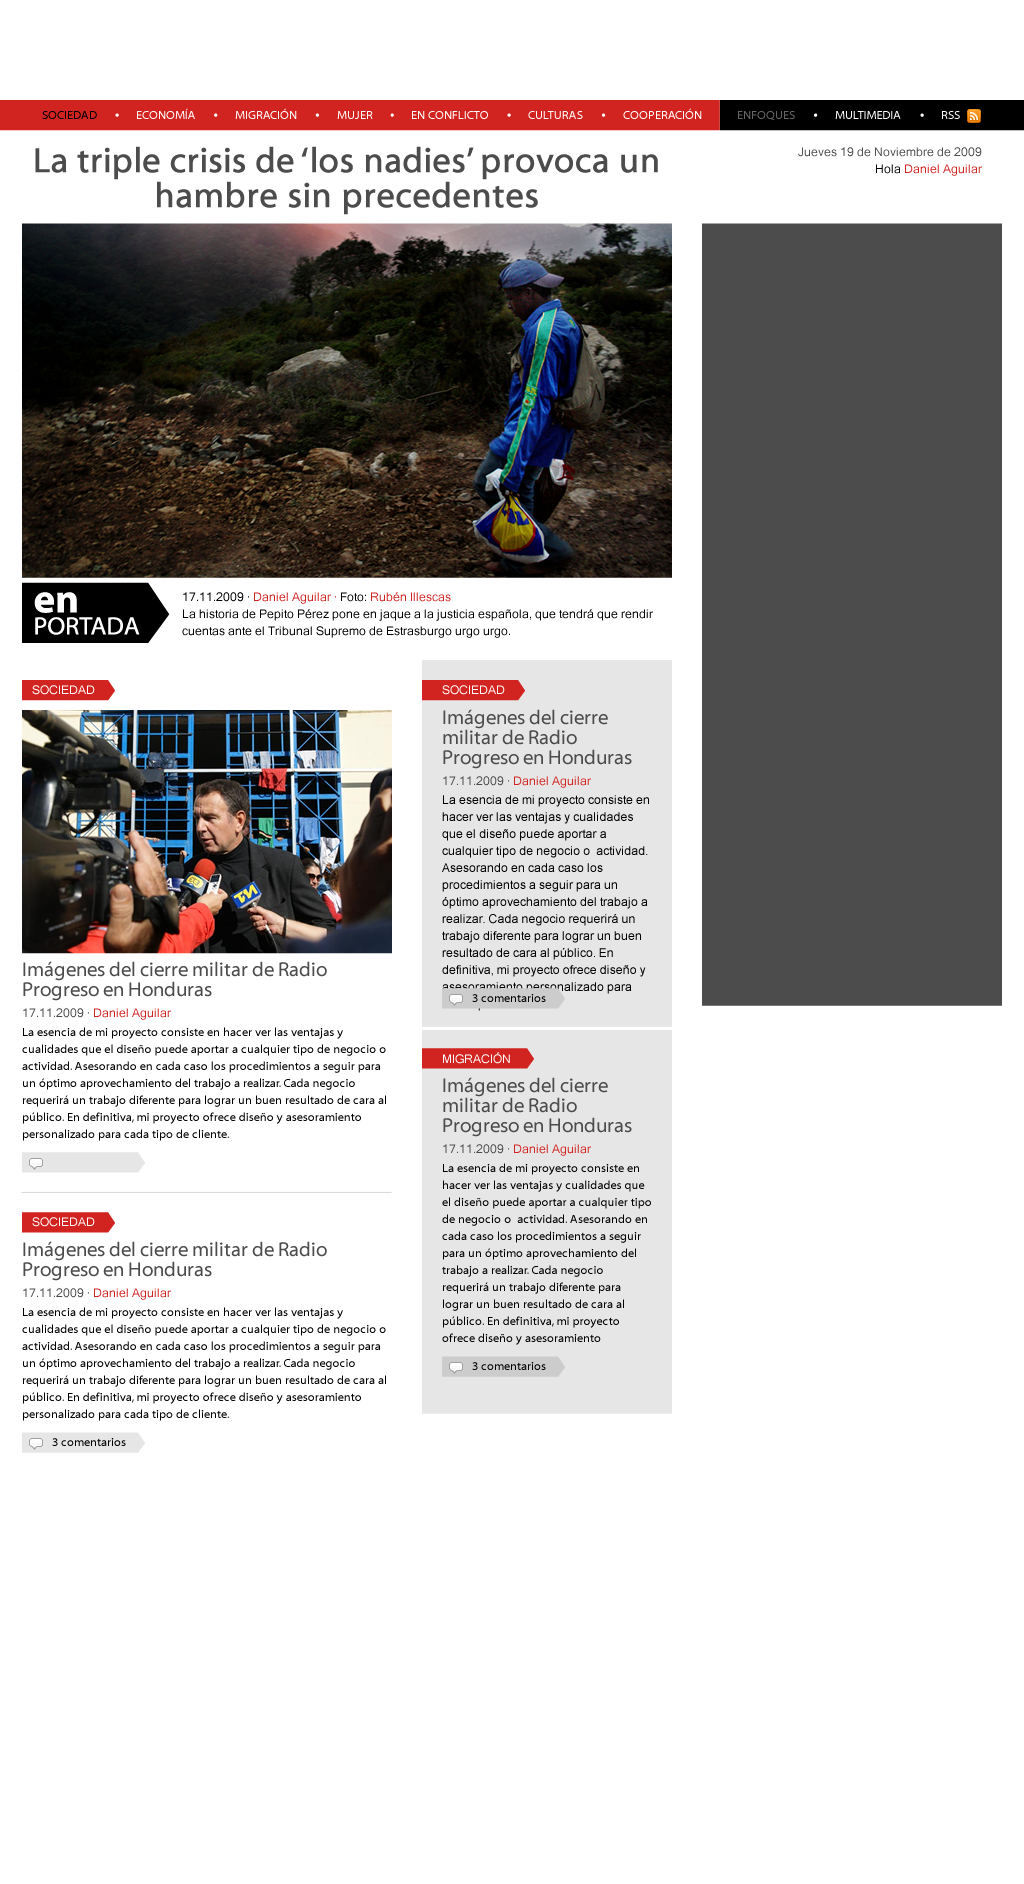 SOCIEDAD • ECONOMÍA • MIGRACIÓN • MUJER • EN CONFLICTO • CULTURAS • COOPERACIÓN ENFOQUES • MULTIMEDIA • RSS
La triple crisis de ‘los nadies’ provoca un
hambre sin precedentes
Jueves 19 de Noviembre de 2009
Hola Daniel Aguilar
en
PORTADA
17.11.2009 · Daniel Aguilar · Foto: Rubén Illescas
La historia de Pepito Pérez pone en jaque a la justicia española, que tendrá que rendir
cuentas ante el Tribunal Supremo de Estrasburgo urgo urgo.
SOCIEDAD
Imágenes del cierre militar de Radio
Progreso en Honduras
17.11.2009 · Daniel Aguilar
La esencia de mi proyecto consiste en hacer ver las ventajas y
cualidades que el diseño puede aportar a cualquier tipo de negocio o
actividad. Asesorando en cada caso los procedimientos a seguir para
un óptimo aprovechamiento del trabajo a realizar. Cada negocio
requerirá un trabajo diferente para lograr un buen resultado de cara al
público. En definitiva, mi proyecto ofrece diseño y asesoramiento
personalizado para cada tipo de cliente.
SOCIEDAD
Imágenes del cierre militar de Radio
Progreso en Honduras
17.11.2009 · Daniel Aguilar
La esencia de mi proyecto consiste en hacer ver las ventajas y
cualidades que el diseño puede aportar a cualquier tipo de negocio o
actividad. Asesorando en cada caso los procedimientos a seguir para
un óptimo aprovechamiento del trabajo a realizar. Cada negocio
requerirá un trabajo diferente para lograr un buen resultado de cara al
público. En definitiva, mi proyecto ofrece diseño y asesoramiento
personalizado para cada tipo de cliente.
3 comentarios
SOCIEDAD
Imágenes del cierre
militar de Radio
Progreso en Honduras
17.11.2009 · Daniel Aguilar
La esencia de mi proyecto consiste en
hacer ver las ventajas y cualidades
que el diseño puede aportar a
cualquier tipo de negocio o actividad.
Asesorando en cada caso los
procedimientos a seguir para un
óptimo aprovechamiento del trabajo a
realizar. Cada negocio requerirá un
trabajo diferente para lograr un buen
resultado de cara al público. En
definitiva, mi proyecto ofrece diseño y
asesoramiento personalizado para
3 comentarios
MIGRACIÓN
Imágenes del cierre
militar de Radio
Progreso en Honduras
17.11.2009 · Daniel Aguilar
La esencia de mi proyecto consiste en
hacer ver las ventajas y cualidades que
el diseño puede aportar a cualquier tipo
de negocio o actividad. Asesorando en
cada caso los procedimientos a seguir
para un óptimo aprovechamiento del
trabajo a realizar. Cada negocio
requerirá un trabajo diferente para
lograr un buen resultado de cara al
público. En definitiva, mi proyecto
ofrece diseño y asesoramiento
3 comentarios